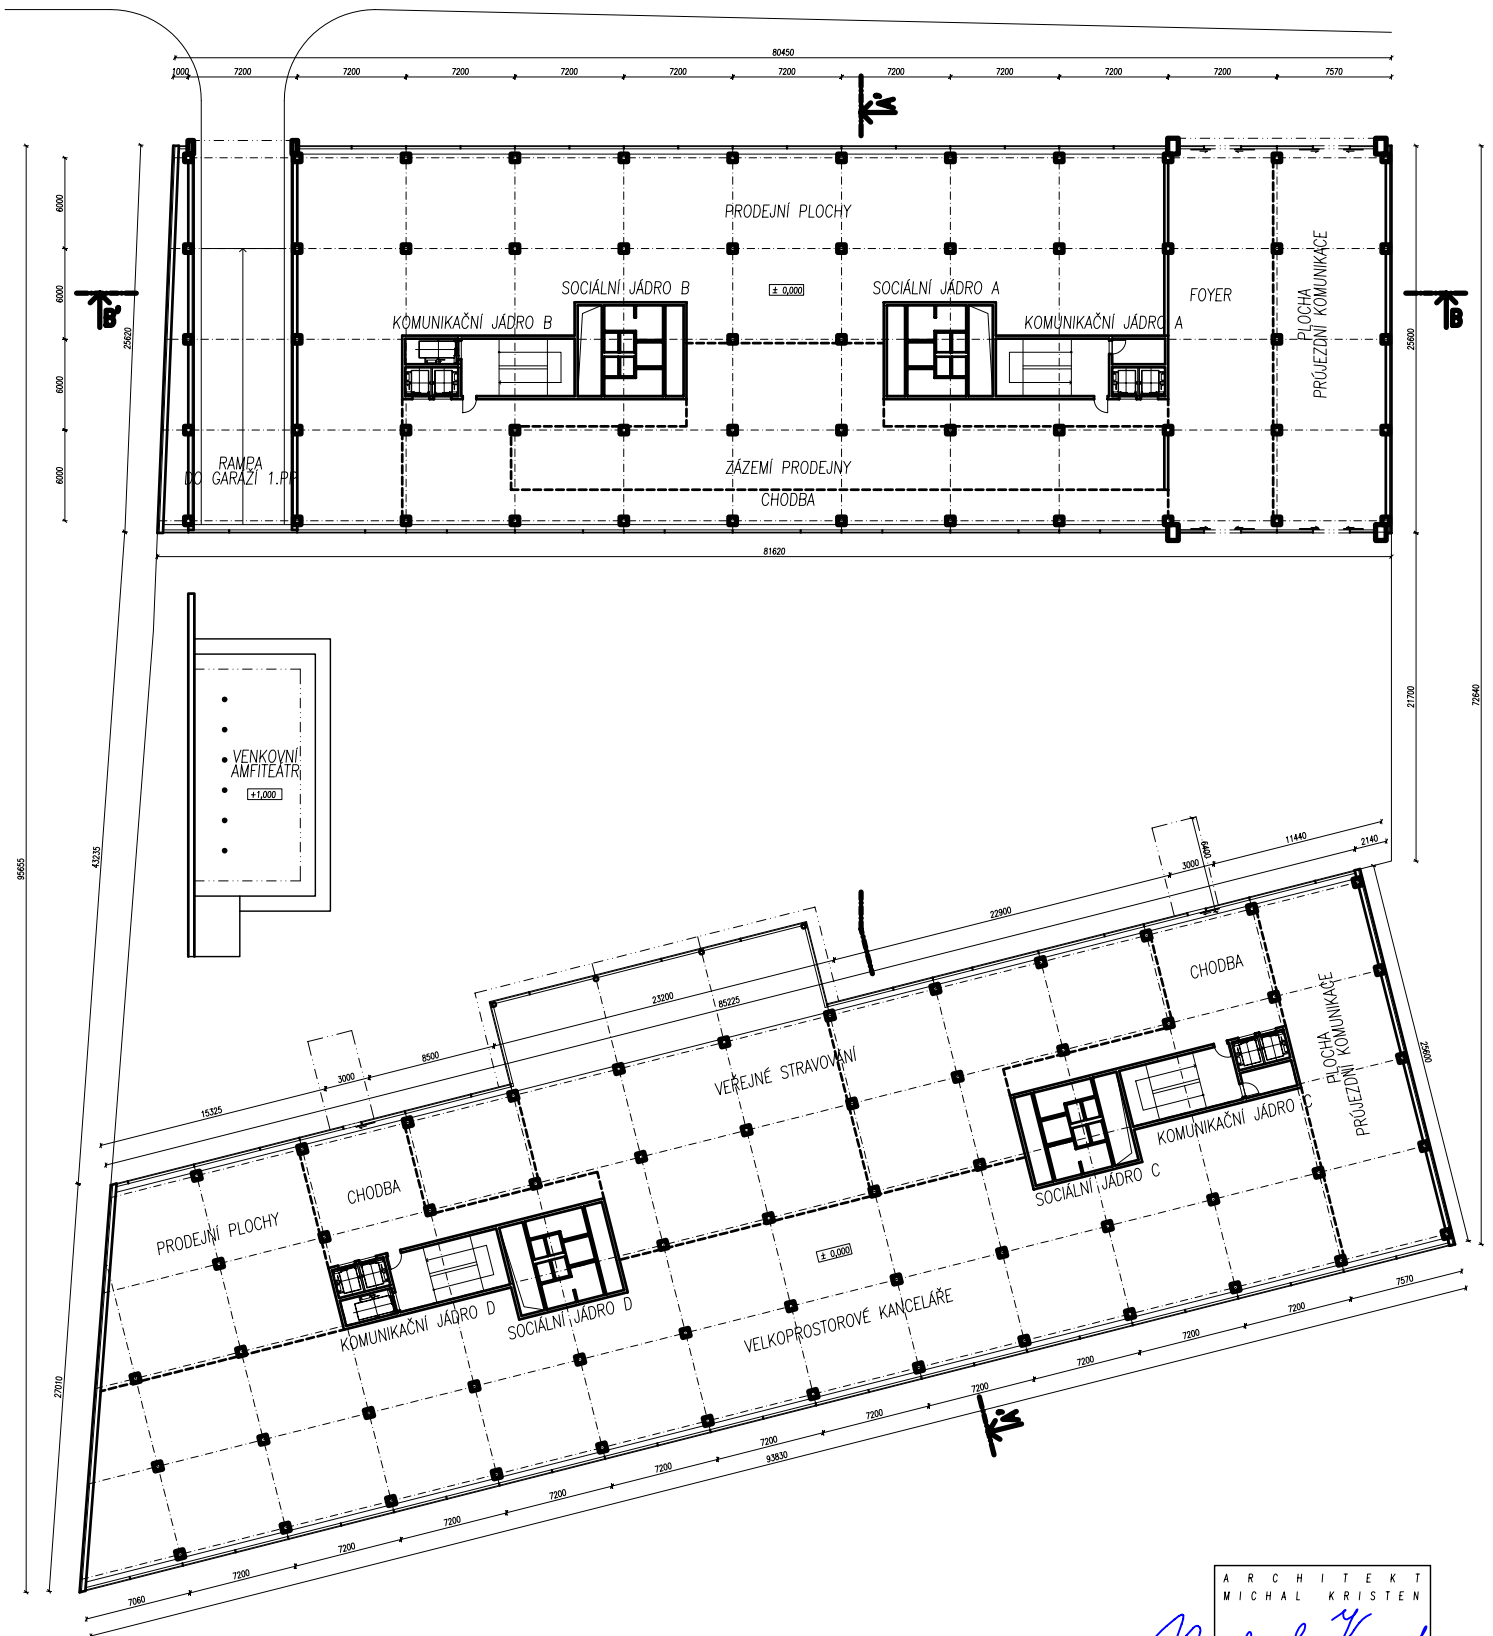 80450
1000 7200 7200 7200 7200 7200 7200 7200 7200 7200 7200 7570
A'
PRODEJNÍ PLOCHY
6000
6000
6000
6000
25620
95655
B'
B
SOCIÁLNÍ JÁDRO B
± 0,000
SOCIÁLNÍ JÁDRO A
FOYER
KOMUNIKAČNÍ JÁDRO B
KOMUNIKAČNÍ JÁDRO A
PLOCHA
PRŮJEZDNÍ KOMUNIKACE
25600
72640
RAMPA
DO GARÁŽÍ 1.PP
ZÁZEMÍ PRODEJNY
CHODBA
81620
21700
43235
VENKOVNÍ
AMFITEÁTR
+1,000
11440
2140
6400
3000
22900
23200
85225
8500
3000
15325
CHODBA
PLOCHA
PRŮJEZDNÍ KOMUNIKACE
25600
VEŘEJNÉ STRAVOVÁNÍ
KOMUNIKAČNÍ JÁDRO C
SOCIÁLNÍ JÁDRO C
CHODBA
PRODEJNÍ PLOCHY
± 0,000
KOMUNIKAČNÍ JÁDRO D
SOCIÁLNÍ JÁDRO D
VELKOPROSTOROVÉ KANCELÁŘE
27010
A'
7060 7200 7200 7200 7200 7200 7200 7200 7200 7200 7200 7570
93830
ARCHITEKT
MICHAL KRISTEN